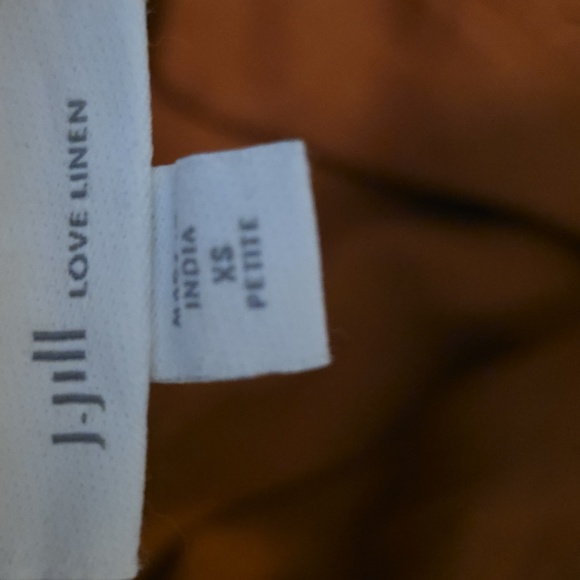 J.Jill LOVE LINEN
INDIA
XS
PETITE